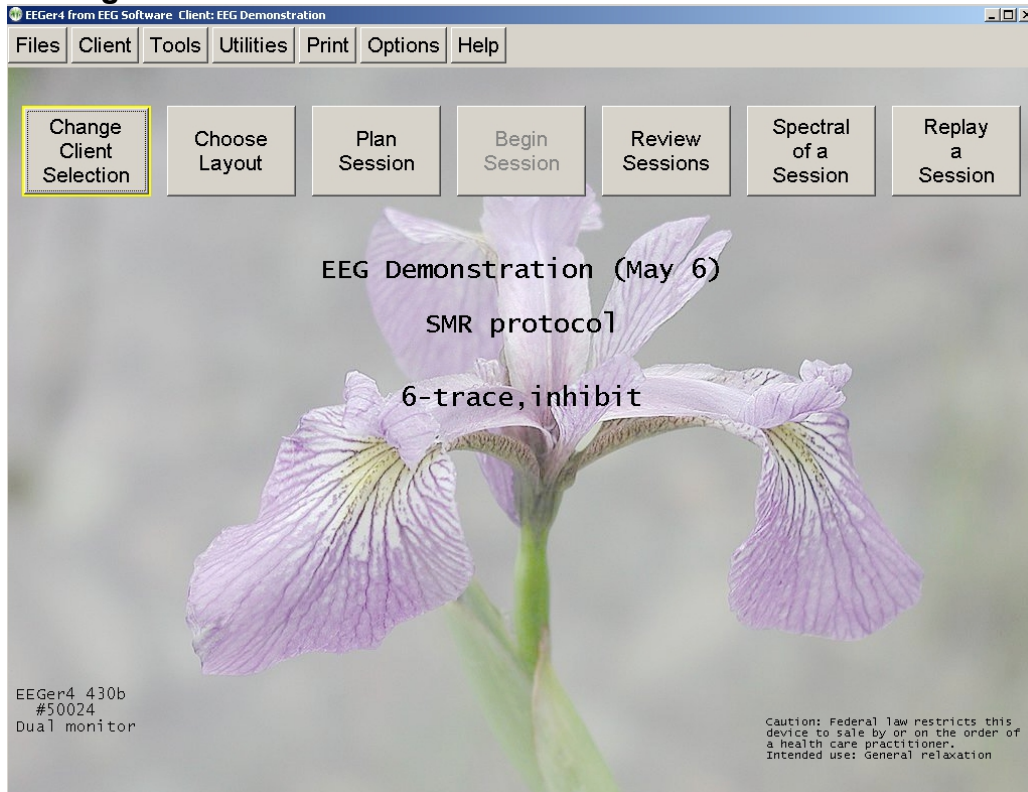 EEGer4 from EEG Software Client: EEG Demonstration
Files Client Tools Utilities Print Options Help
Change
Client
Selection
Choose
Layout
Plan
Session
Begin
Session
Review
Sessions
Spectral
of a
Session
Replay
a
Session
EEG Demonstration (May 6)
SMR protocol
6-trace,inhibit
EEGer4 430b
#50024
Dual monitor
Caution: Federal law restricts this
device to sale by or on the order of
a health care practitioner.
Intended use: General relaxation